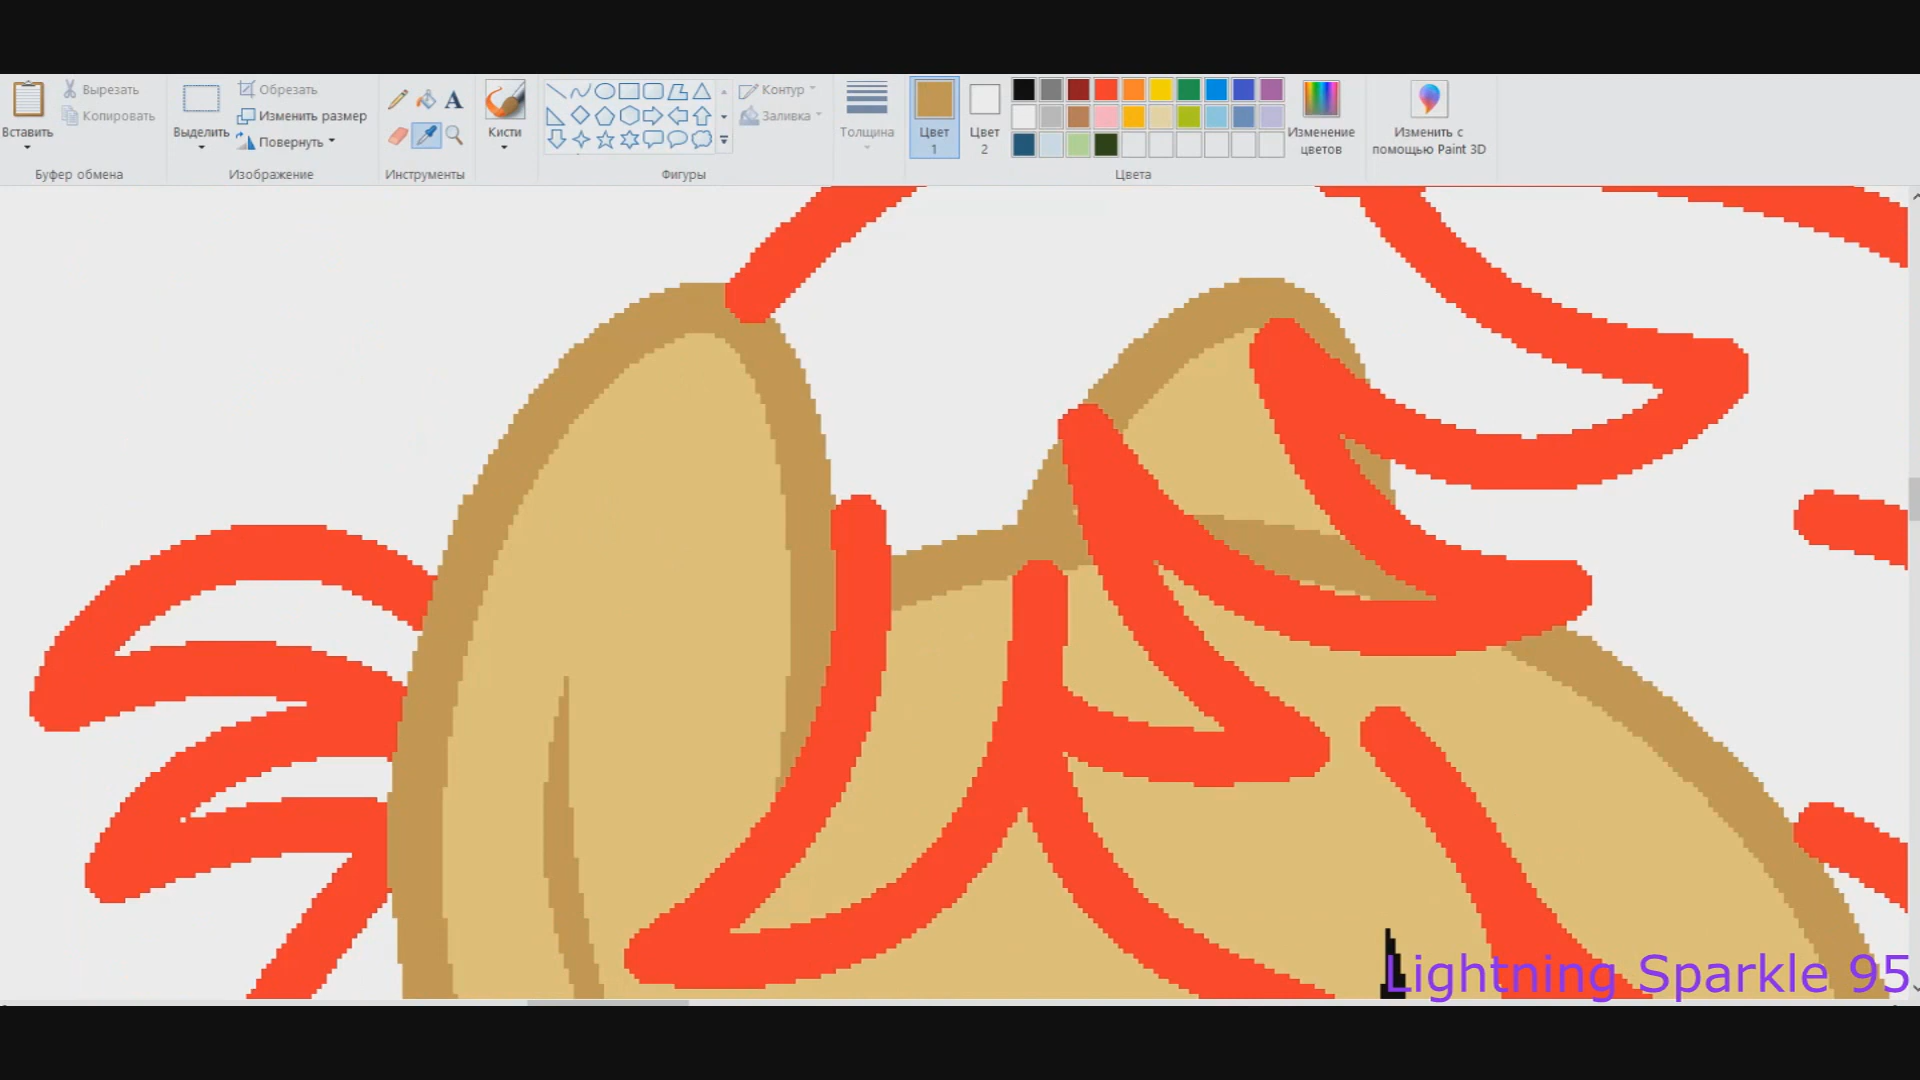 Вставить
Вырезать
Копировать
Буфер обмена
Выделить
Обрезать
Изменить размер
Повернуть
Изображение
A
Инструменты
Кисти
Контур
Заливка
Фигуры
Толщина
Цвет
1
Цвет
2
Изменение
цветов
Цвета
Изменить с
помощью Paint 3D
Lightning Sparkle 95